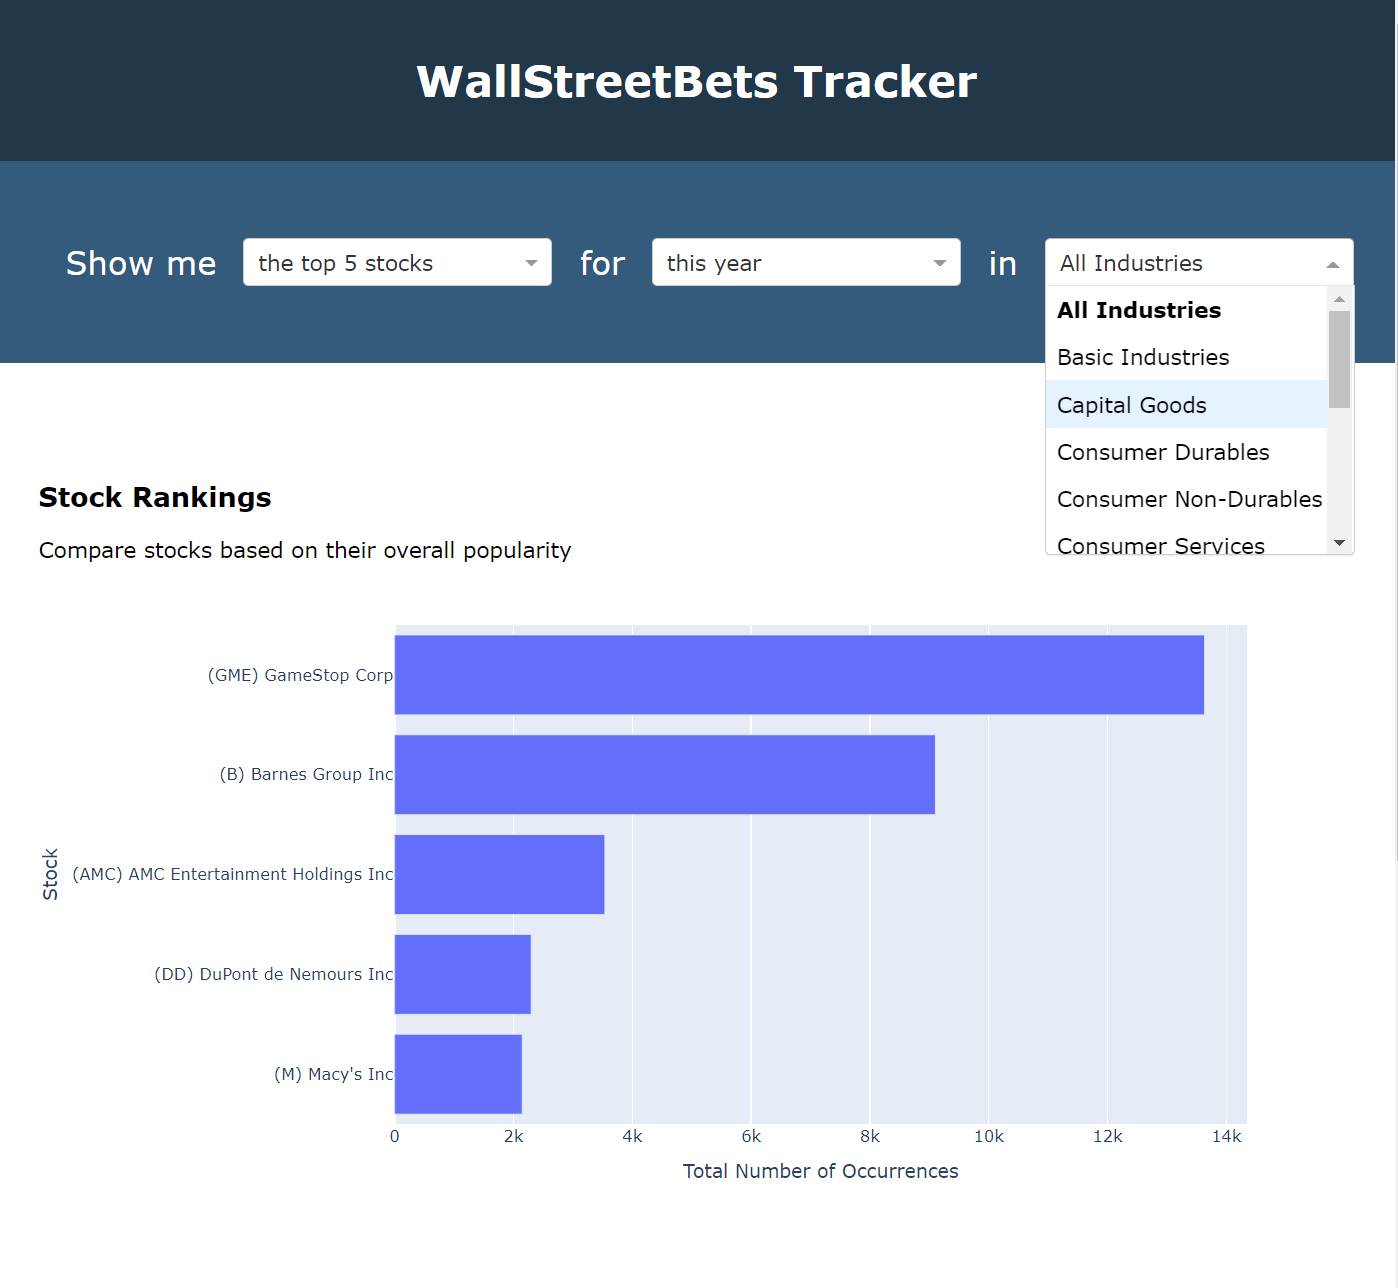 WallStreetBets Tracker
Show me the top 5 stocks for this year in All Industries
All Industries
Basic Industries
Capital Goods
Consumer Durables
Consumer Non-Durables
Consumer Services
Stock Rankings
Compare stocks based on their overall popularity
Stock
(GME) GameStop Corp
(B) Barnes Group Inc
(AMC) AMC Entertainment Holdings Inc
(DD) DuPont de Nemours Inc
(M) Macy's Inc
0 2k 4k 6k 8k 10k 12k 14k
Total Number of Occurrences